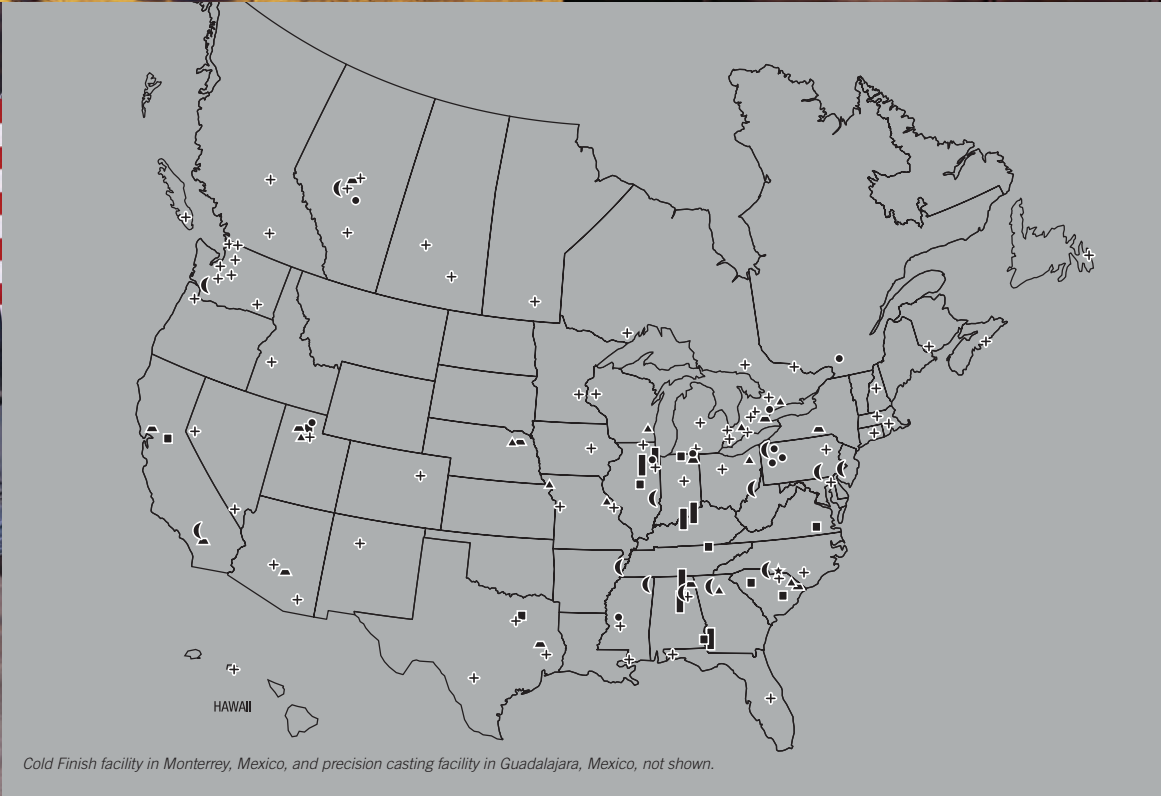 HAWAII
Cold Finish facility in Monterrey, Mexico, and precision casting facility in Guadalajara, Mexico, not shown.